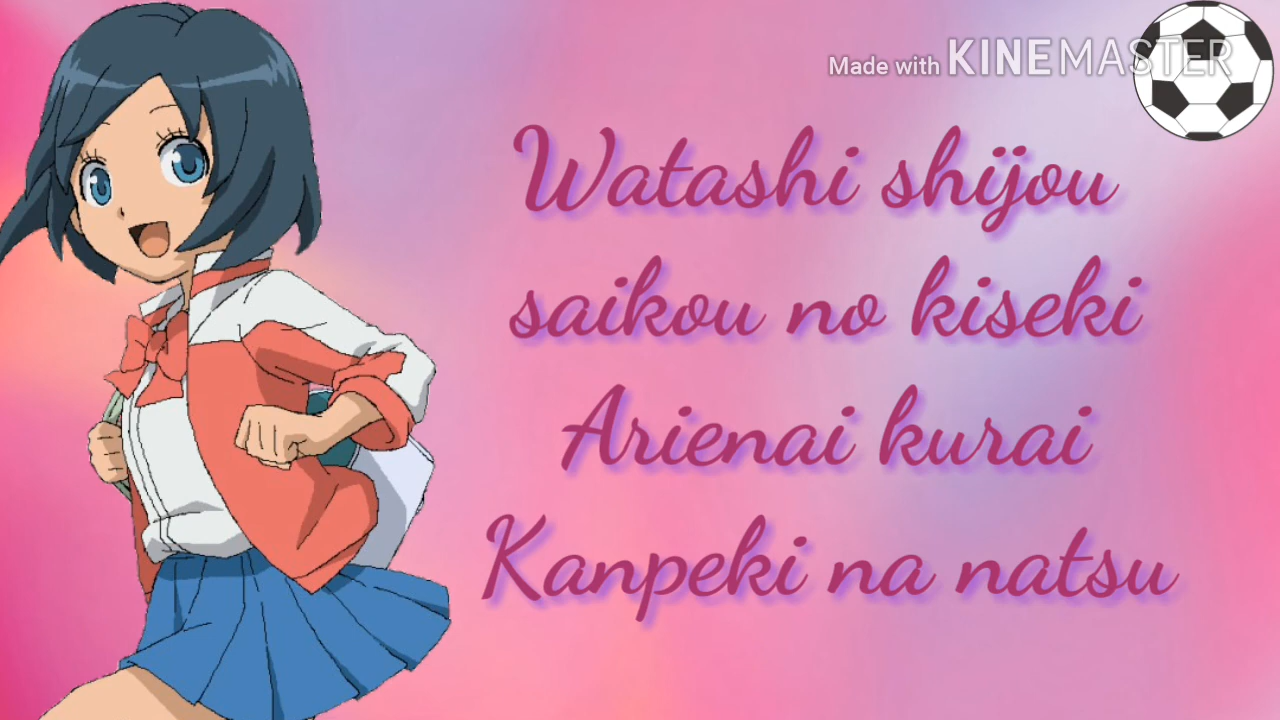 Made with KINEMASTER
Watashi shijou
saikou no kiseki
Arienai kurai
Kanpeki na natsu